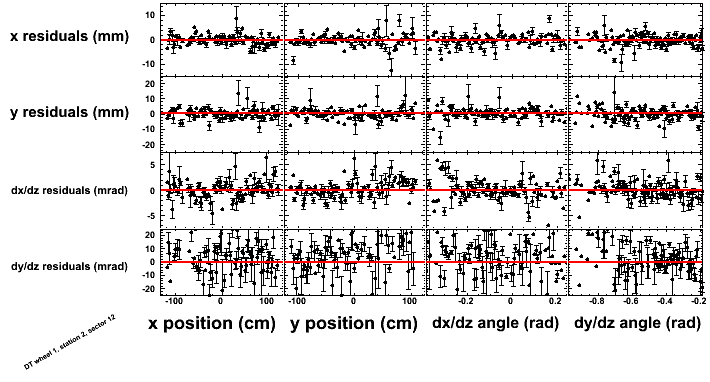 x residuals (mm)
10
0
-10
y residuals (mm)
20
10
0
-10
-20
dx/dz residuals (mrad)
5
0
-5
dy/dz residuals (mrad)
20
10
0
-10
-20
-100 0 100 -100 0 100 -0.2 0 0.2 -0.8 -0.6 -0.4 -0.2
x position (cm) y position (cm) dx/dz angle (rad) dy/dz angle (rad)
DT wheel 1, station 2, sector 12